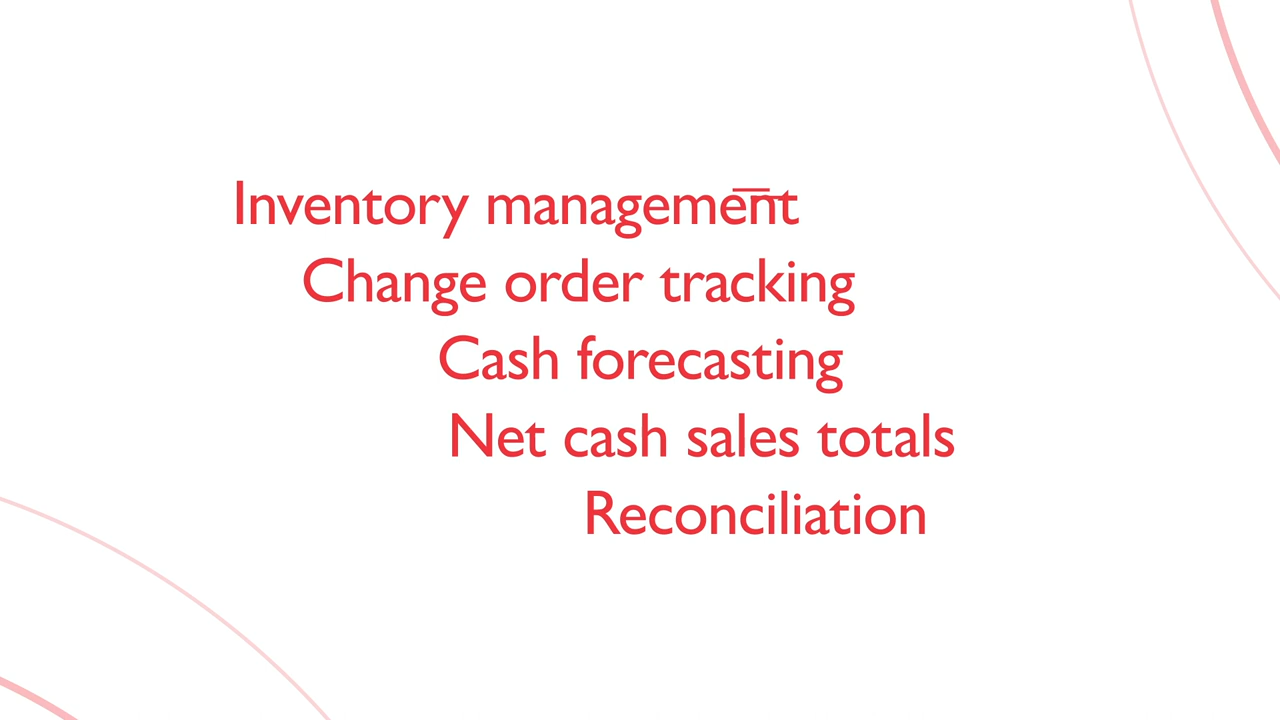 Inventory management
Change order tracking
Cash forecasting
Net cash sales totals
Reconciliation